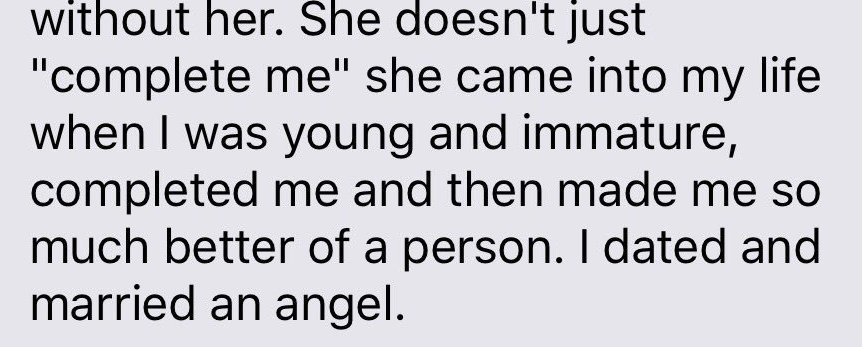 without her. She doesn't just
"complete me" she came into my life
when I was young and immature,
completed me and then made me so
much better of a person. I dated and
married an angel.